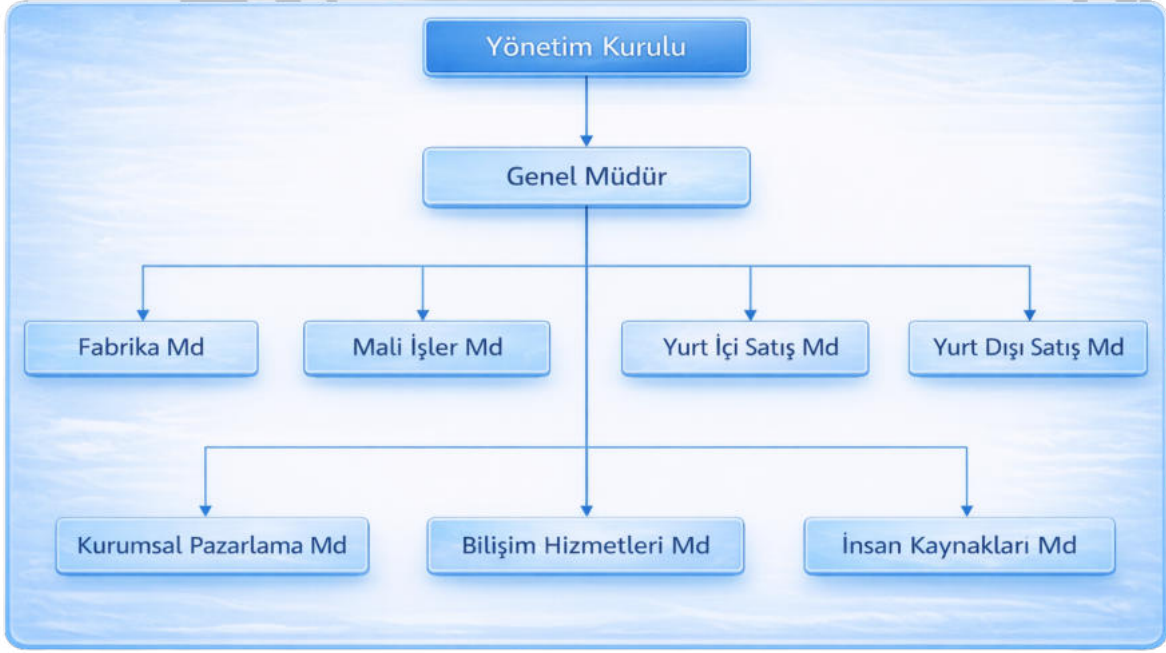 Yönetim Kurulu
Genel Müdür
Fabrika Md
Mali İşler Md
Yurt İçi Satış Md
Yurt Dışı Satış Md
Kurumsal Pazarlama Md
Bilişim Hizmetleri Md
İnsan Kaynakları Md